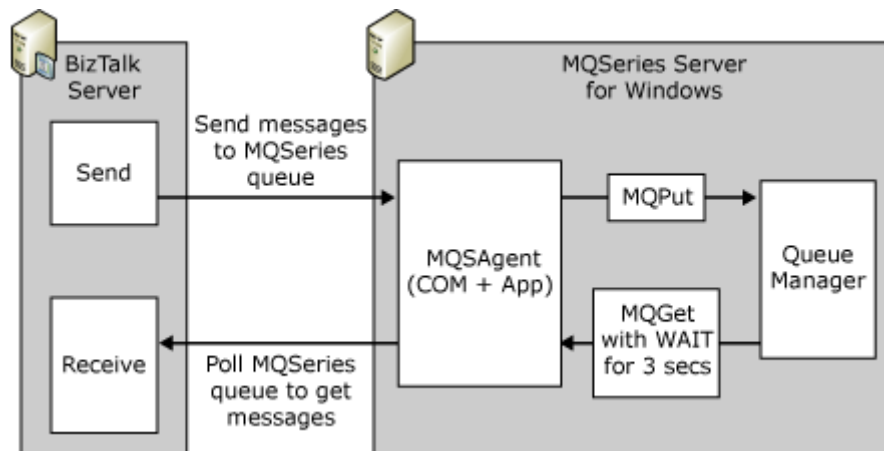 BizTalk
Server
Send
Receive
Send messages
to MQSeries
queue
Poll MQSeries
queue to get
messages
MQSeries Server
for Windows
MQSAgent
(COM + App)
MQPut
MQGet
with WAIT
for 3 secs
Queue
Manager